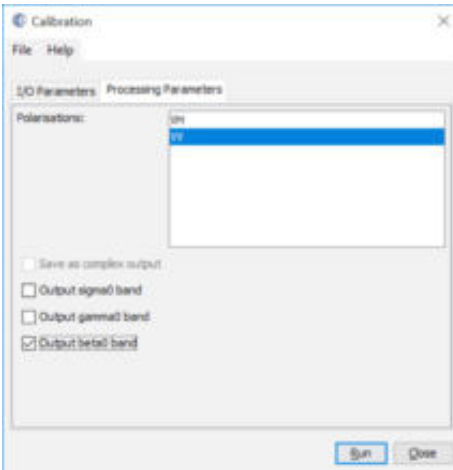 Calibration
File Help
I/O Parameters Processing Parameters
Polarisations:
VH
VV
Save as complex output
Output sigma0 band
Output gamma0 band
Output beta0 band
Run Close